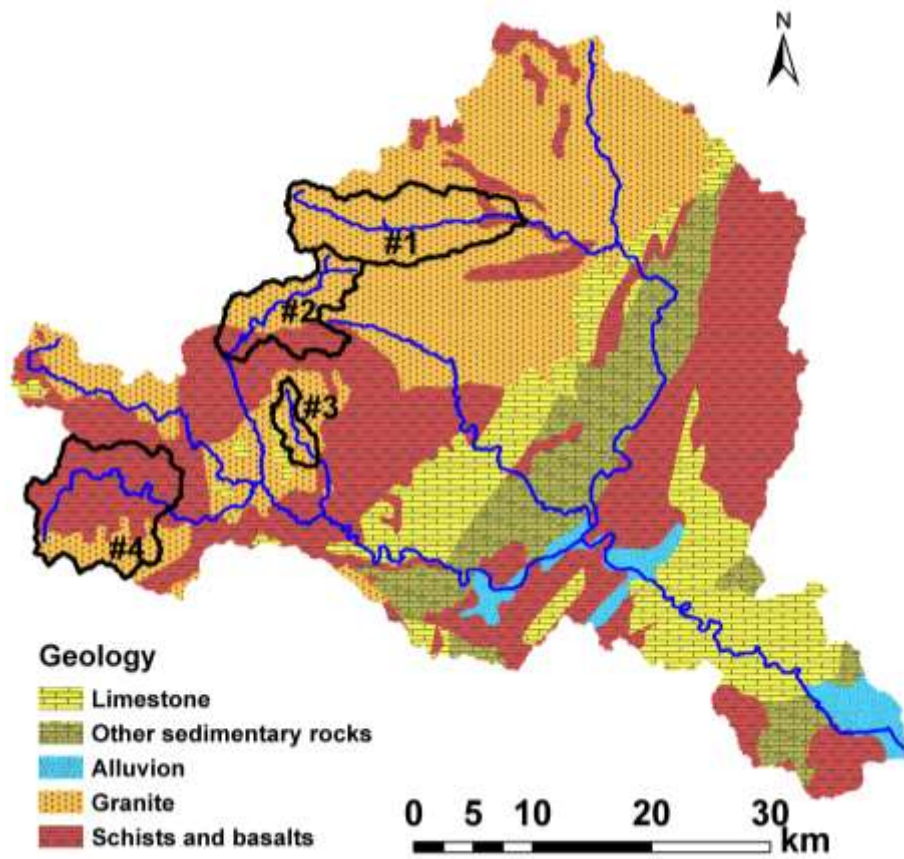 N
#1
#2
#3
#4
Geology
Limestone
Other sedimentary rocks
Alluvion
Granite
Schists and basalts
0 5 10 20 30
km